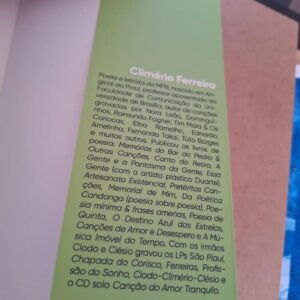 Climério Ferreira
Poeta e letrista da MPB, nascido em An-
gical do Piauí, professor aposentado da
Faculdade de Comunicação da Uni-
versidade de Brasília, autor de canções
gravadas por Nara Leão, Domingui-
nhos, Raimundo Fagner, Tim Maia & Os
Cariocas, Elba Ramalho, Ednardo,
Amelinha, Fernanda Takai, Túlio Borges
e muitos outros. Publicou os livros de
poesia: Memórias do Bar do Pedro &
Outras Canções, Canto do Retiro, A
Gente e a Pantasma da Gente, Essa
Gente (com o artista plástico Duarte),
Artesanato Existencial, Pretéritas Can-
ções, Memorial de Mim, Da Poética
Candanga (poesia sobre poesia), Poe-
sia mínima & frases amenas, Poesia de
Quinta, O Destino Azul das Estrelas,
Canções de Amor e Desespero e A Mú-
sica Imóvel do Tempo. Com os irmãos
Clodo e Clésio gravou os LPs São Piauí,
Chapada do Corisco, Ferreiras, Profis-
são do Sonho, Clodo-Climério-Clésio e
o CD solo Canção do Amor Tranquilo.